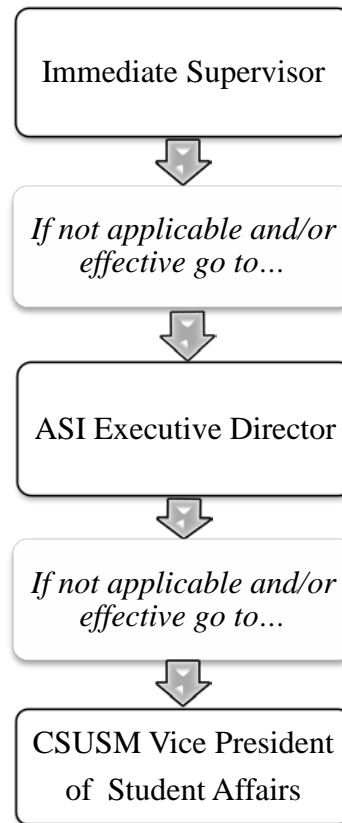 Immediate Supervisor
If not applicable and/or
effective go to…
ASI Executive Director
If not applicable and/or
effective go to…
CSUSM Vice President
of Student Affairs